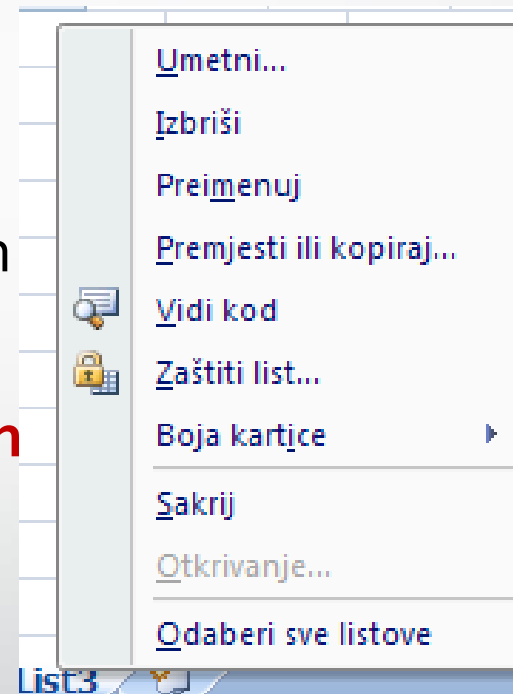 Umetni...
Izbriši
Preimenuj
n
Premjesti ili kopiraj...
Vidi kod
Zaštiti list...
n
Boja kartice
Sakrij
Otkrivanje...
Odaberi sve listove
List3